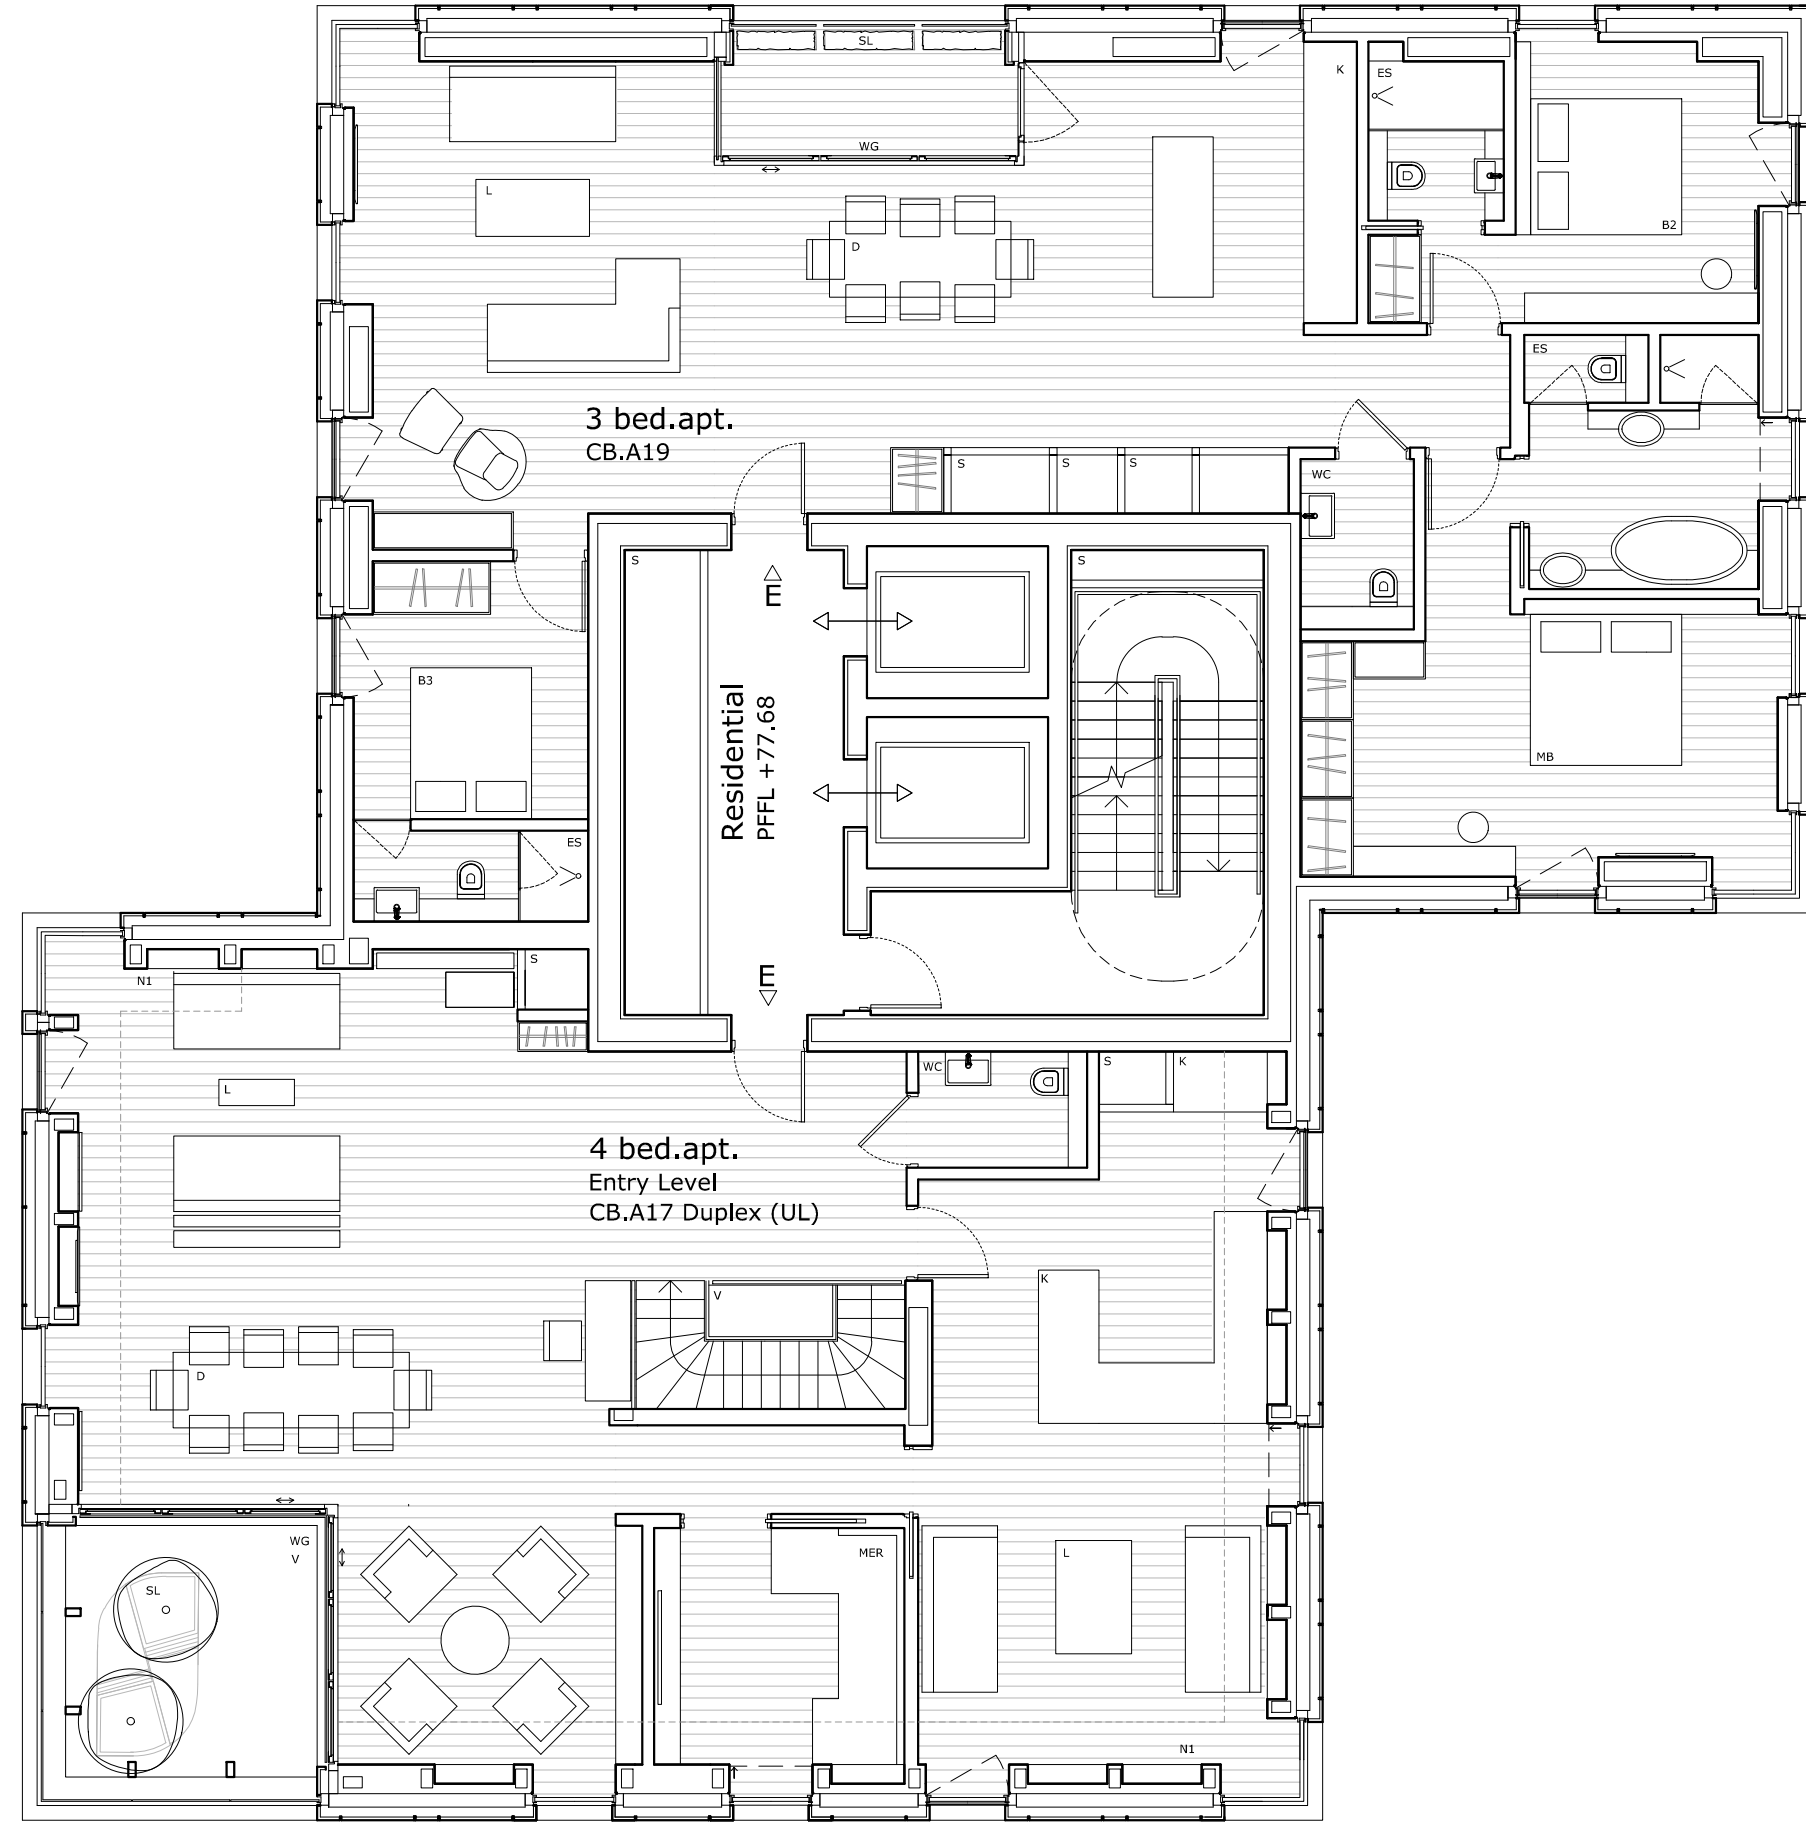 SL
K
ES
WG
L
B2
D
ES
3 bed.apt.
CB.A19
S
S
S
WC
S
S
E
B3
Residential
PFFL +77.68
MB
ES
S
E
N1
WC
S
K
L
4 bed.apt.
Entry Level
CB.A17 Duplex (UL)
K
V
D
WG
V
MER
L
SL
N1